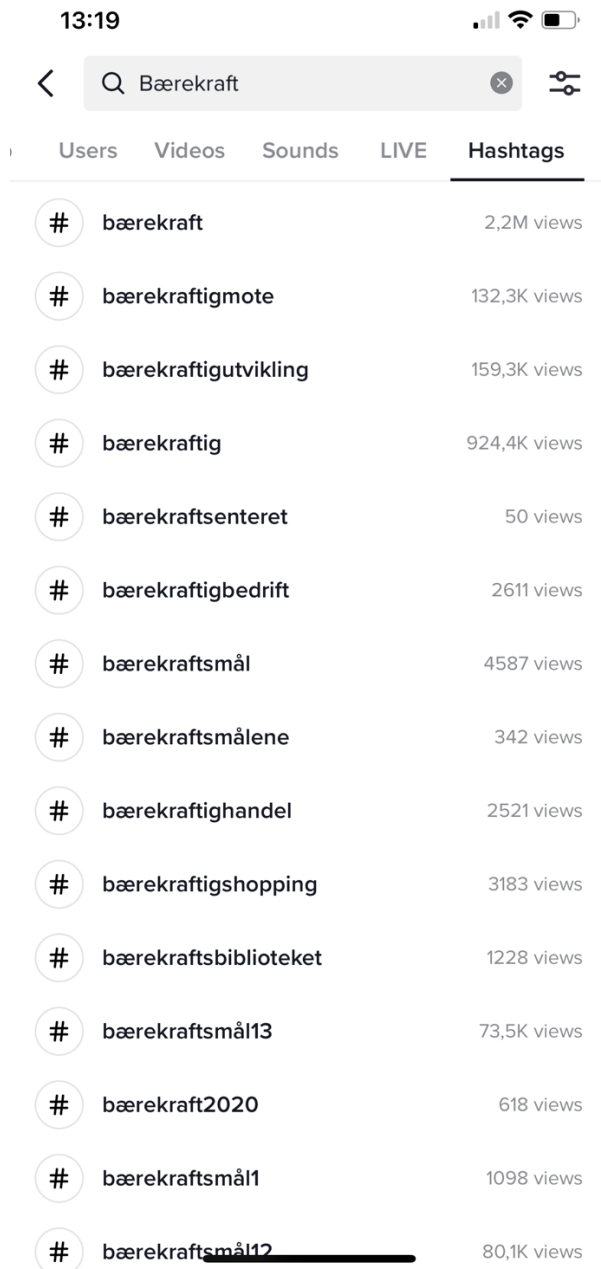 13:19
Bærekraft
Users Videos Sounds LIVE Hashtags
# bærekraft 2,2M views
# bærekraftigmote 132,3K views
# bærekraftigutvikling 159,3K views
# bærekraftig 924,4K views
# bærekraftsenteret 50 views
# bærekraftigbedrift 2611 views
# bærekraftsmål 4587 views
# bærekraftsmålene 342 views
# bærekraftighandel 2521 views
# bærekraftigshopping 3183 views
# bærekraftsbiblioteket 1228 views
# bærekraftsmål13 73,5K views
# bærekraft2020 618 views
# bærekraftsmål1 1098 views
# bærekraftsmål12 80,1K views